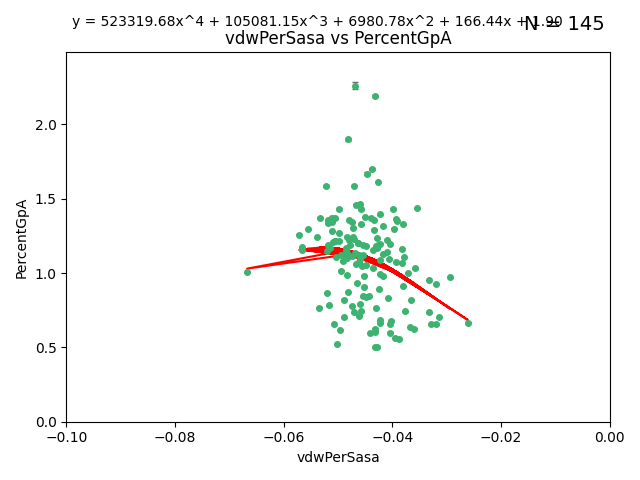 y = 523319.68x^4 + 105081.15x^3 + 6980.78x^2 + 166.44x + 1.90
N = 145
vdwPerSasa vs PercentGpA
PercentGpA
2.0
1.5
1.0
0.5
0.0
−0.10 −0.08 −0.06 −0.04 −0.02 0.00
vdwPerSasa